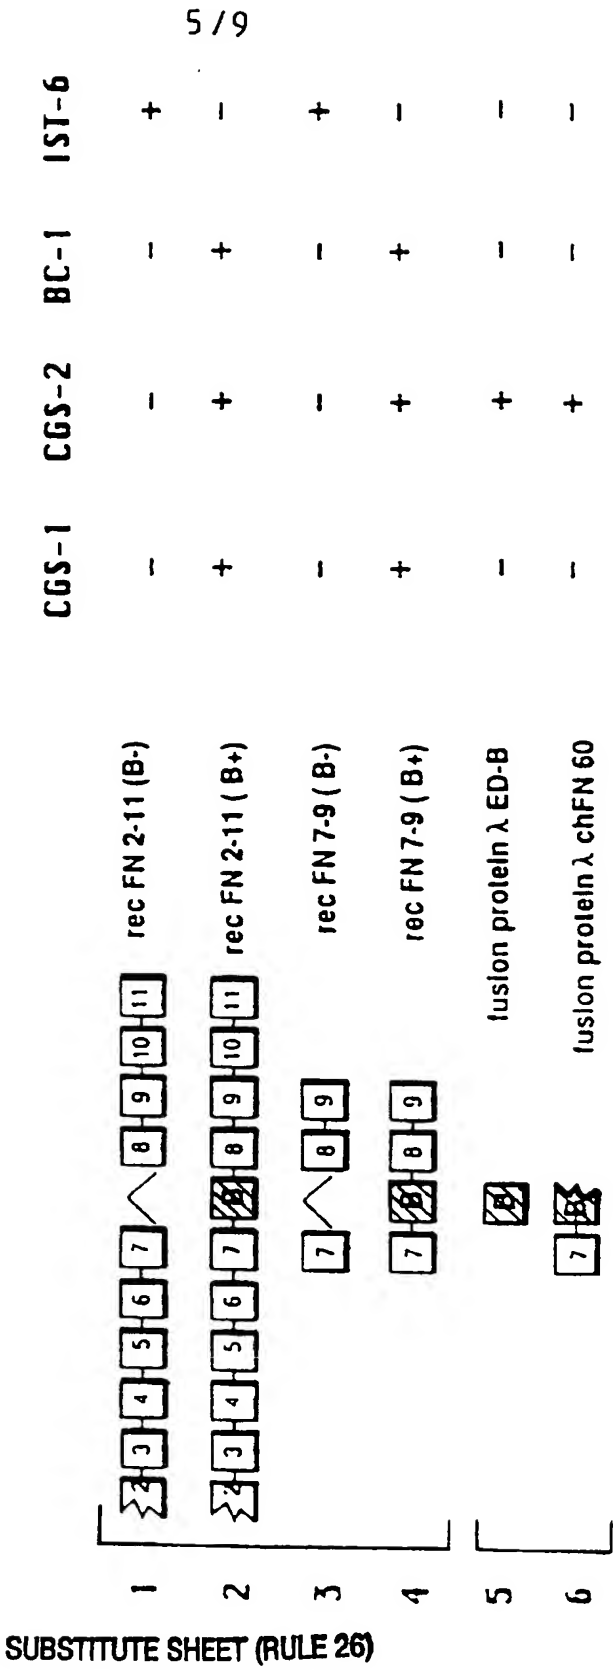 5/9
CGS-1 CGS-2 BC-1 IST-6
1 2 3 4 5 6 7 8 9 10 11 rec FN 2-11 (B-) - - - +
2 2 3 4 5 6 7 B 8 9 10 11 rec FN 2-11 ( B+) + + + -
3 7 8 9 rec FN 7-9 ( B-) - - - +
4 7 B 8 9 rec FN 7-9 ( B+) + + + -
5 B fusion protein λ ED-B - + - -
6 7 B fusion protein λ chFN 60 - + - -
SUBSTITUTE SHEET (RULE 26)